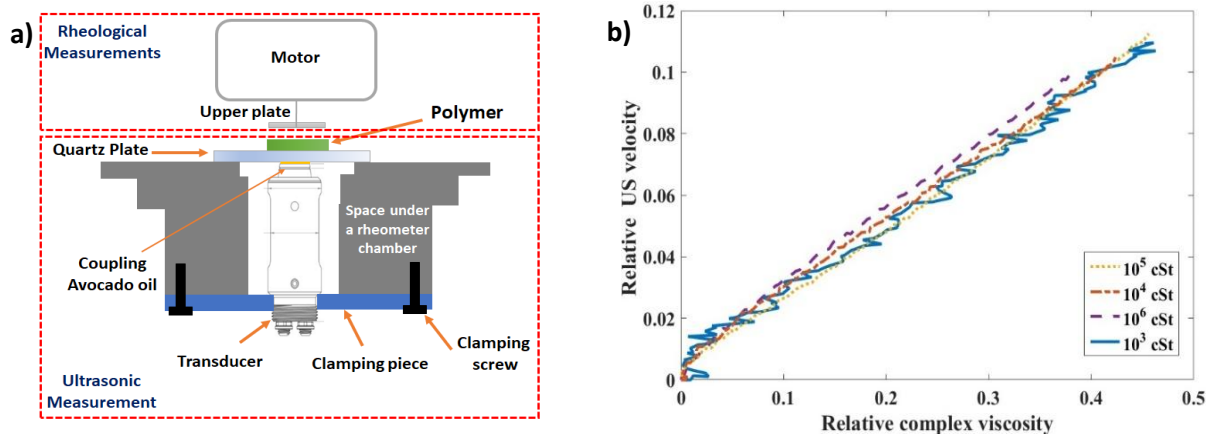 a)
Rheological
Measurements
Motor
Upper plate
Polymer
Quartz Plate
Space under
a rheometer
chamber
Coupling
Avocado oil
Transducer
Clamping piece
Clamping
screw
Ultrasonic
Measurement
b)
Relative US velocity
0.12
0.1
0.08
0.06
0.04
0.02
0
0 0.1 0.2 0.3 0.4 0.5
Relative complex viscosity
10⁵ cSt
10⁴ cSt
10⁶ cSt
10³ cSt